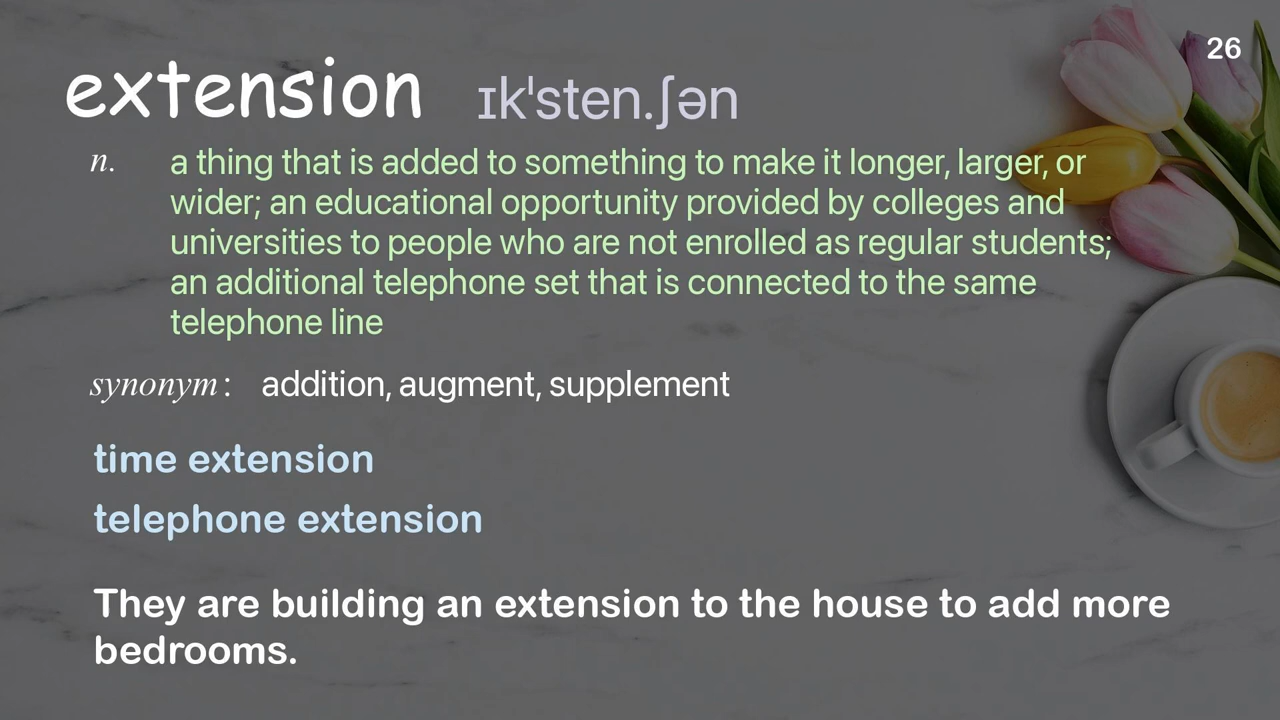 26
extension ɪkˈsten.ʃən
n. a thing that is added to something to make it longer, larger, or
wider; an educational opportunity provided by colleges and
universities to people who are not enrolled as regular students;
an additional telephone set that is connected to the same
telephone line
synonym: addition, augment, supplement
time extension
telephone extension
They are building an extension to the house to add more
bedrooms.